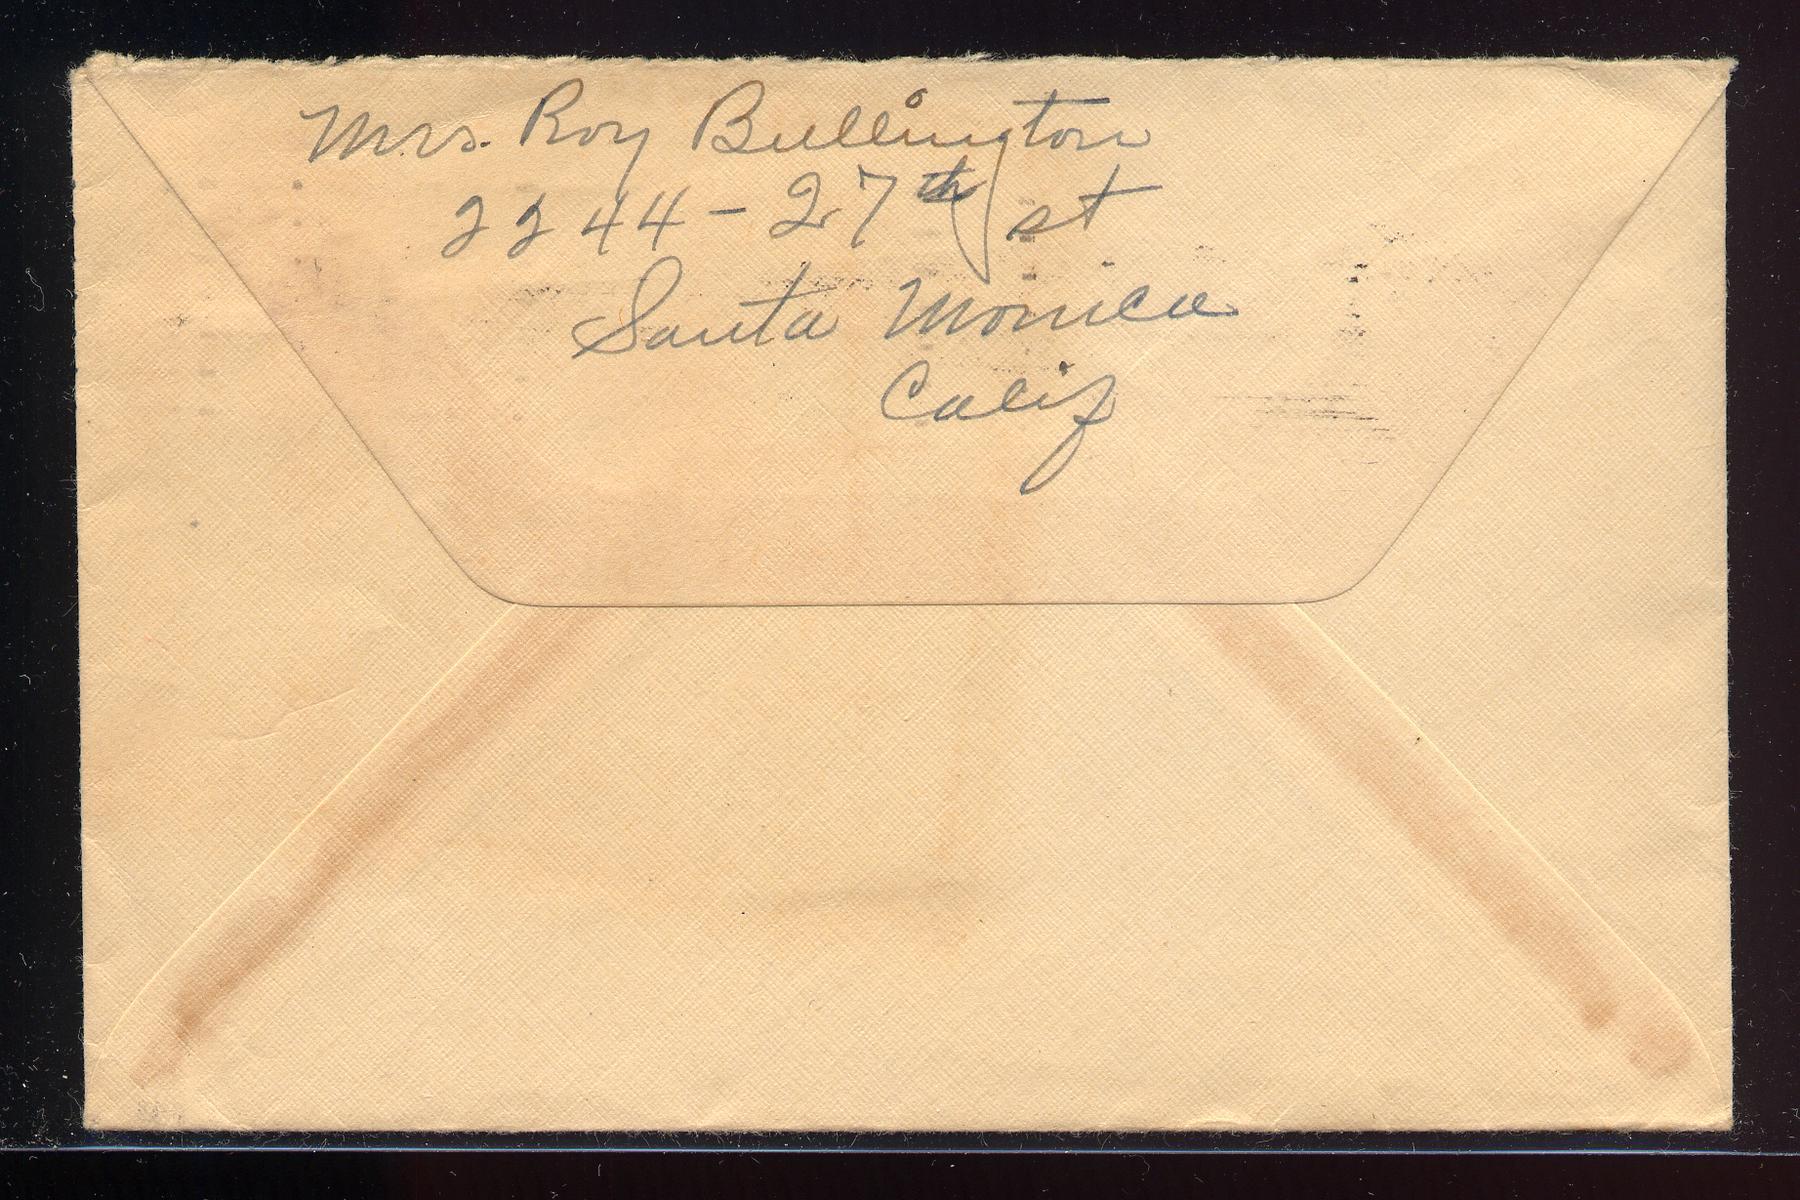 Mrs. Roy Bullington
2244 - 27th st
Santa Monica
Calif